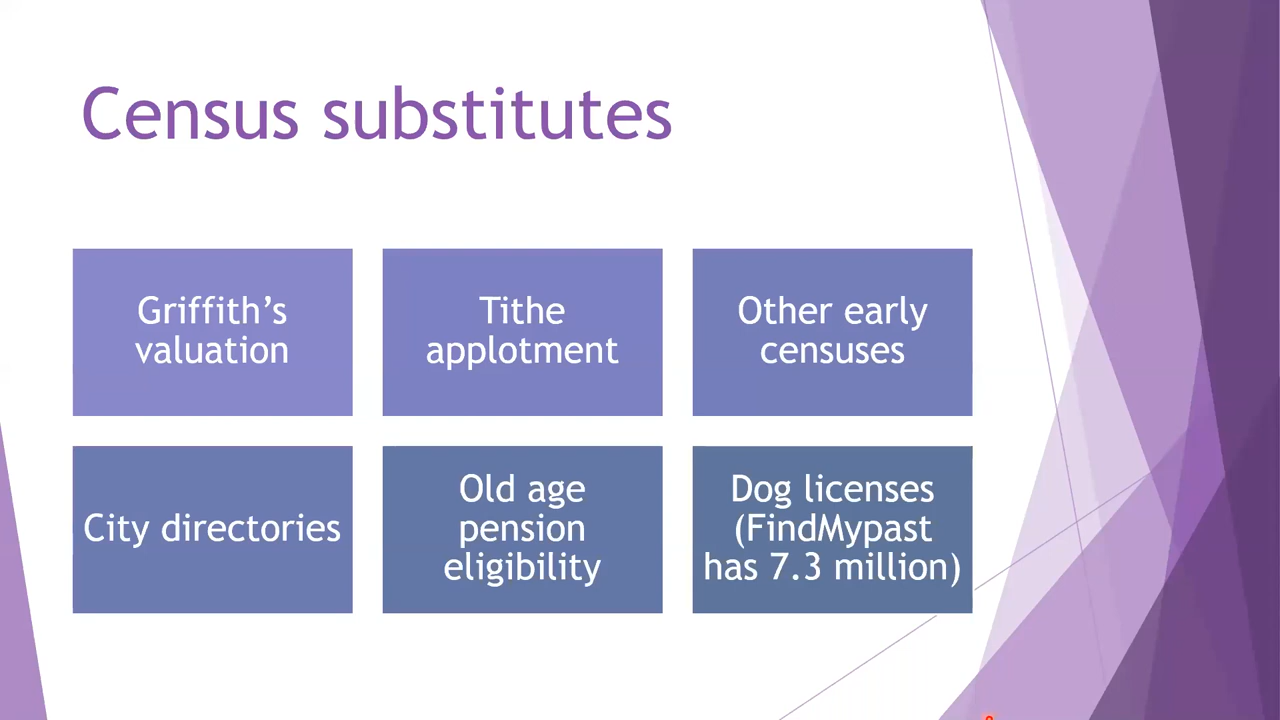 Census substitutes
Griffith’s
valuation
Tithe
applotment
Other early
censuses
City directories
Old age
pension
eligibility
Dog licenses
(FindMypast
has 7.3 million)